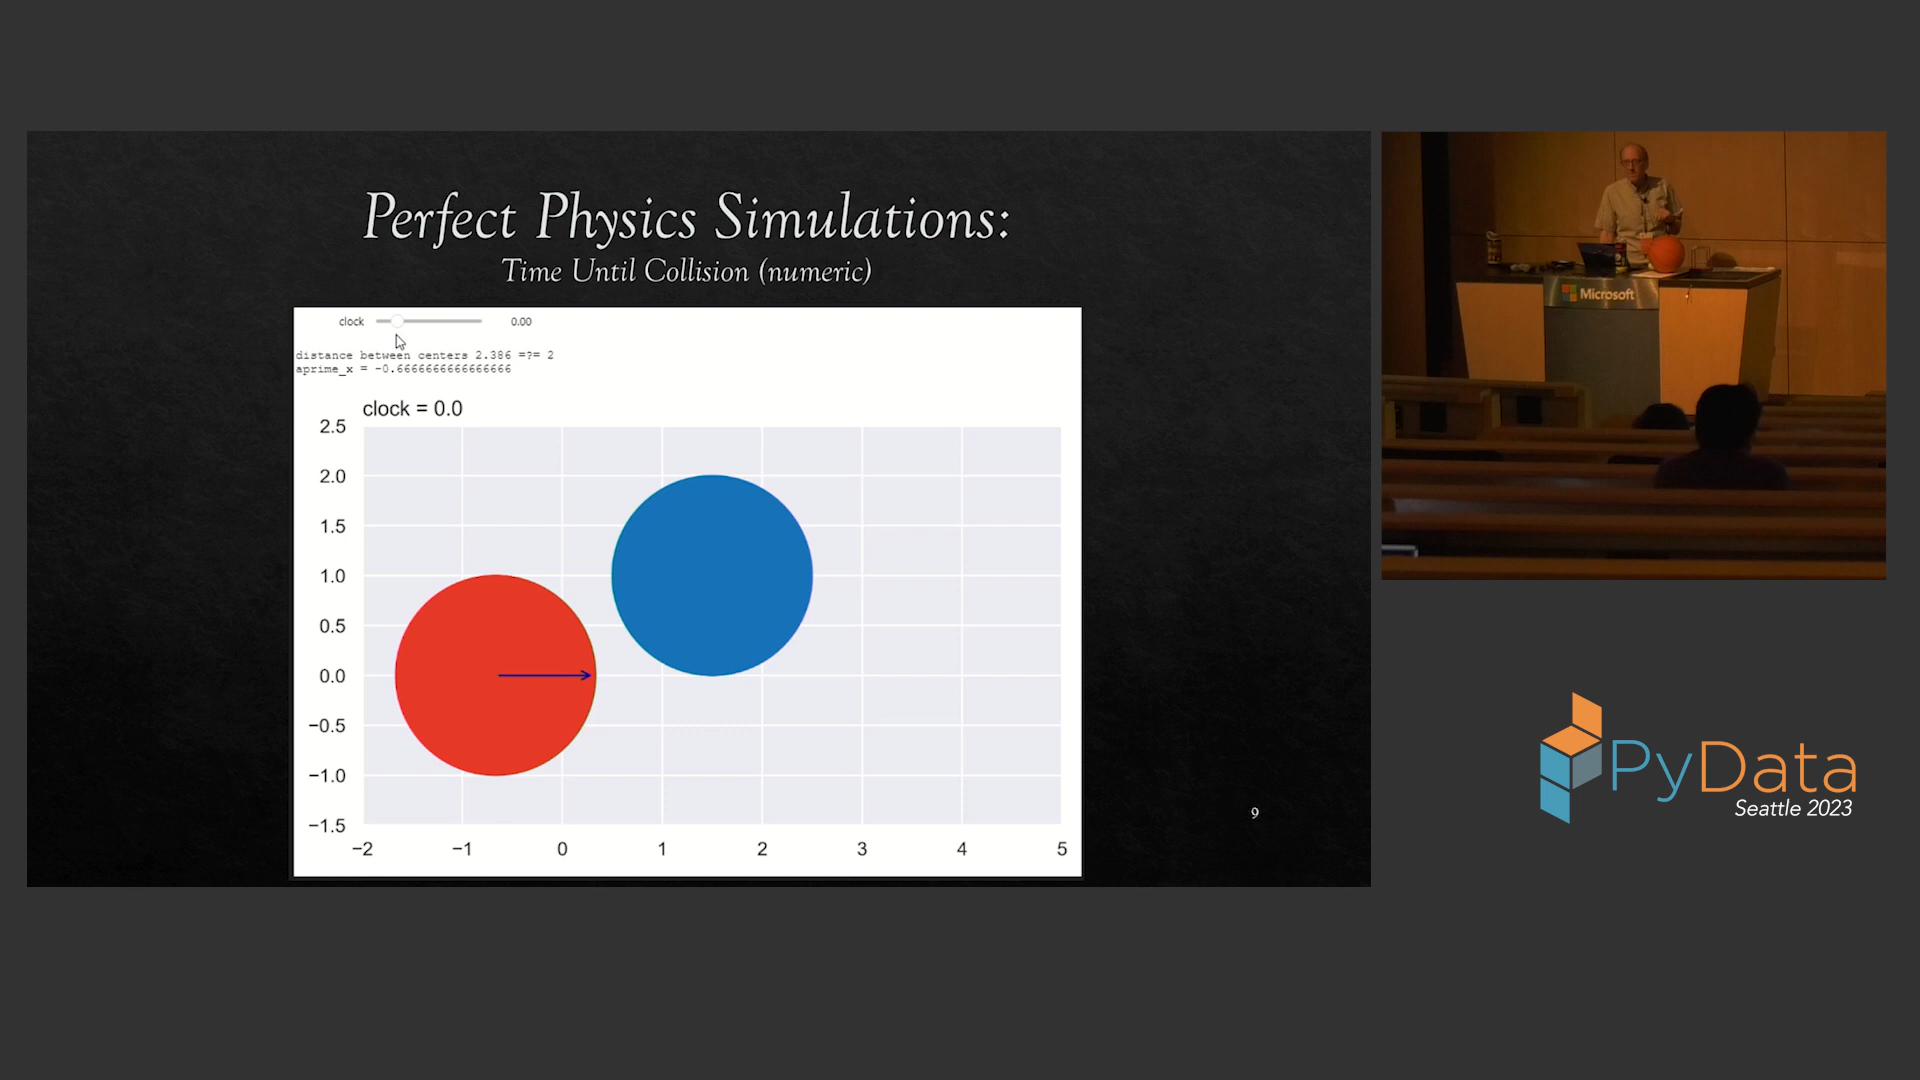 Perfect Physics Simulations:
Time Until Collision (numeric)
clock 0.00
distance between centers 2.386 =?= 2
aprime_x = -0.6666666666666666
clock = 0.0
2.5
2.0
1.5
1.0
0.5
0.0
−0.5
−1.0
−1.5
−2 −1 0 1 2 3 4 5
9
Microsoft
PyData
Seattle 2023